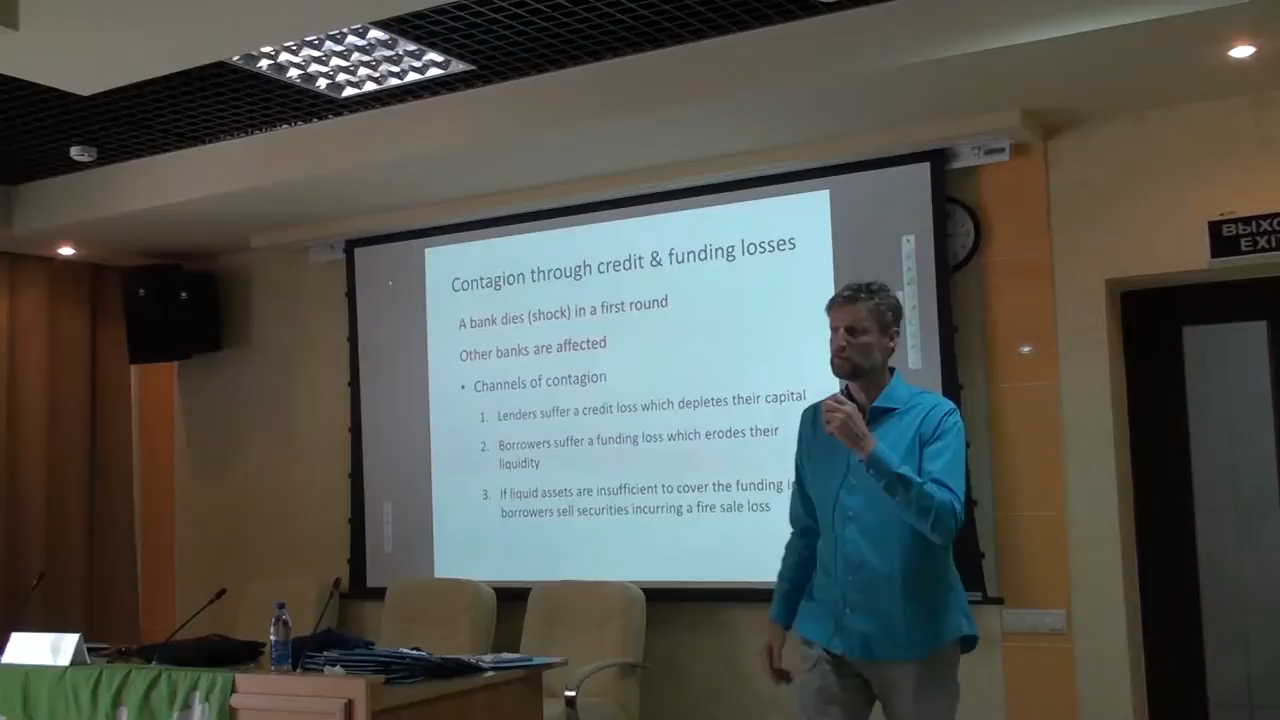 Contagion through credit & funding losses
A bank dies (shock) in a first round
Other banks are affected
• Channels of contagion
1. Lenders suffer a credit loss which depletes their capital
2. Borrowers suffer a funding loss which erodes their
liquidity
3. If liquid assets are insufficient to cover the funding
borrowers sell securities incurring a fire sale loss
EXIT